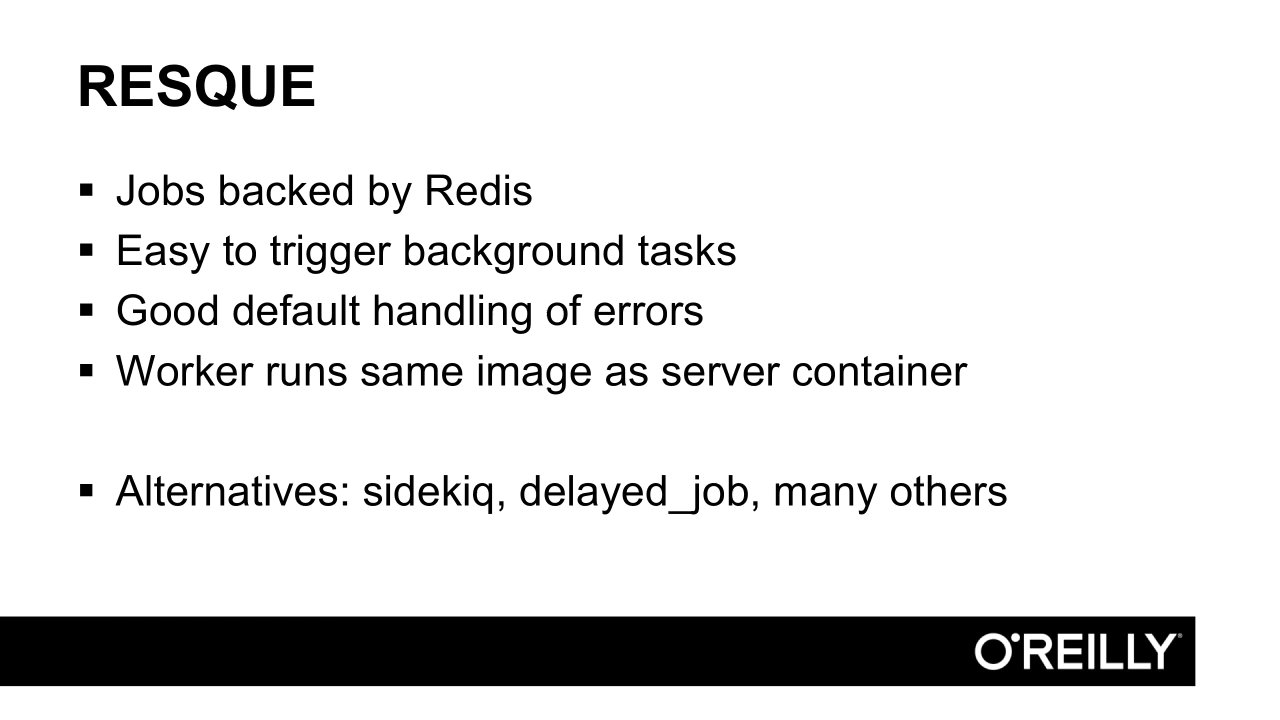 RESQUE
▪ Jobs backed by Redis
▪ Easy to trigger background tasks
▪ Good default handling of errors
▪ Worker runs same image as server container
▪ Alternatives: sidekiq, delayed_job, many others
O'REILLY®